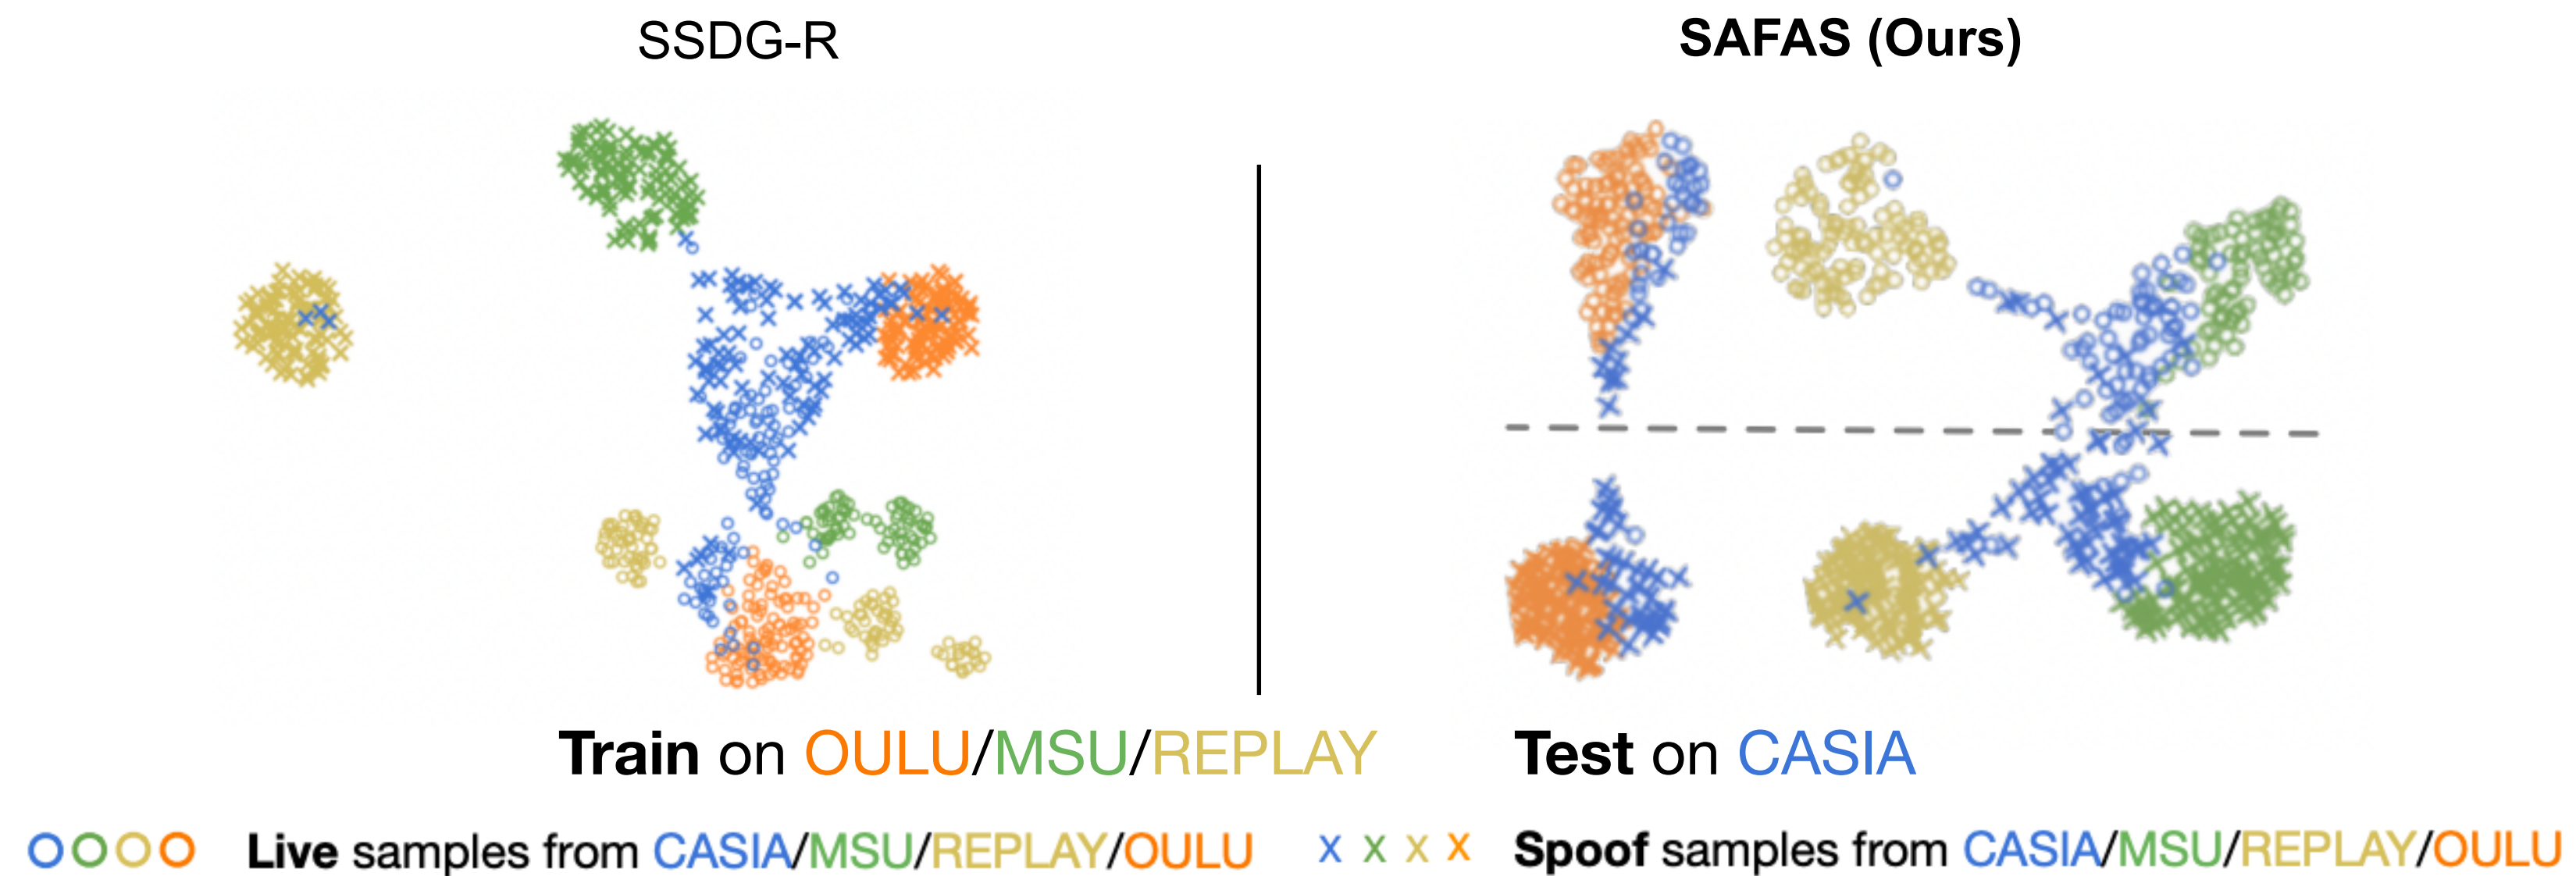 SSDG-R
SAFAS (Ours)
Train on OULU/MSU/REPLAY
Test on CASIA
Live samples from CASIA/MSU/REPLAY/OULU
Spoof samples from CASIA/MSU/REPLAY/OULU